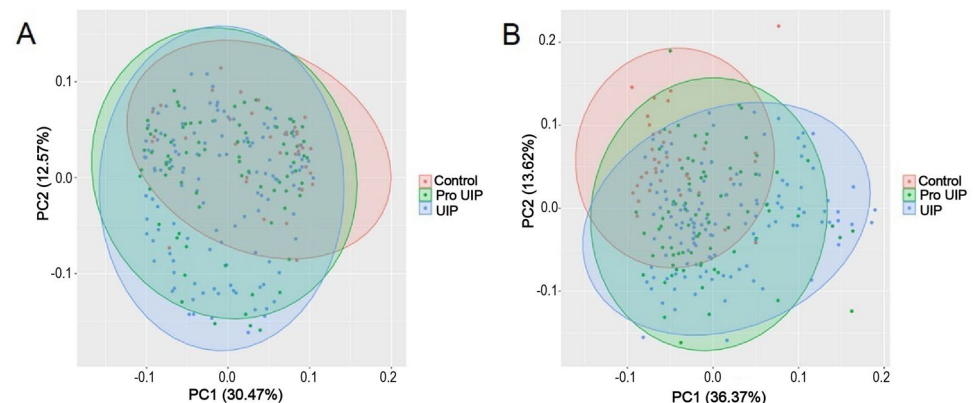 A
0.1
0.0
-0.1
PC2 (12.57%)
-0.1 0.0 0.1 0.2
PC1 (30.47%)
Control
Pro UIP
UIP
B
0.2
0.1
0.0
-0.1
PC2 (13.62%)
-0.1 0.0 0.1 0.2
PC1 (36.37%)
Control
Pro UIP
UIP